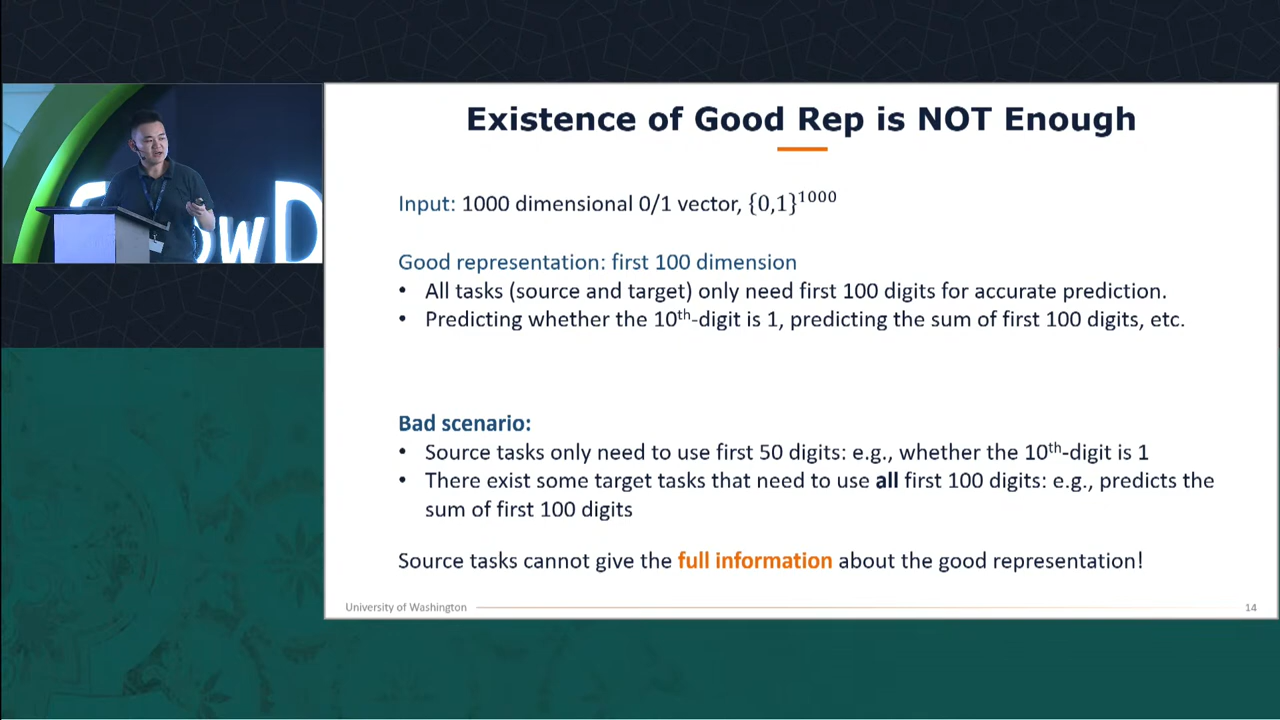 Existence of Good Rep is NOT Enough
Input: 1000 dimensional 0/1 vector, {0,1}¹⁰⁰⁰
Good representation: first 100 dimension
• All tasks (source and target) only need first 100 digits for accurate prediction.
• Predicting whether the 10ᵗʰ-digit is 1, predicting the sum of first 100 digits, etc.
Bad scenario:
• Source tasks only need to use first 50 digits: e.g., whether the 10ᵗʰ-digit is 1
• There exist some target tasks that need to use all first 100 digits: e.g., predicts the
sum of first 100 digits
Source tasks cannot give the full information about the good representation!
University of Washington
14